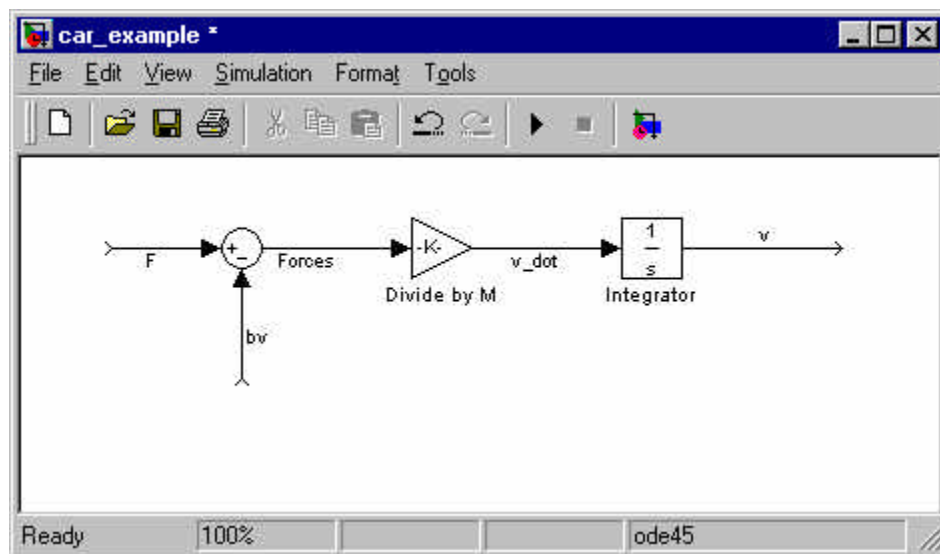 car_example *
File Edit View Simulation Format Tools
F
+
-
Forces
-K-
Divide by M
v_dot
1
s
Integrator
v
bv
Ready 100% ode45